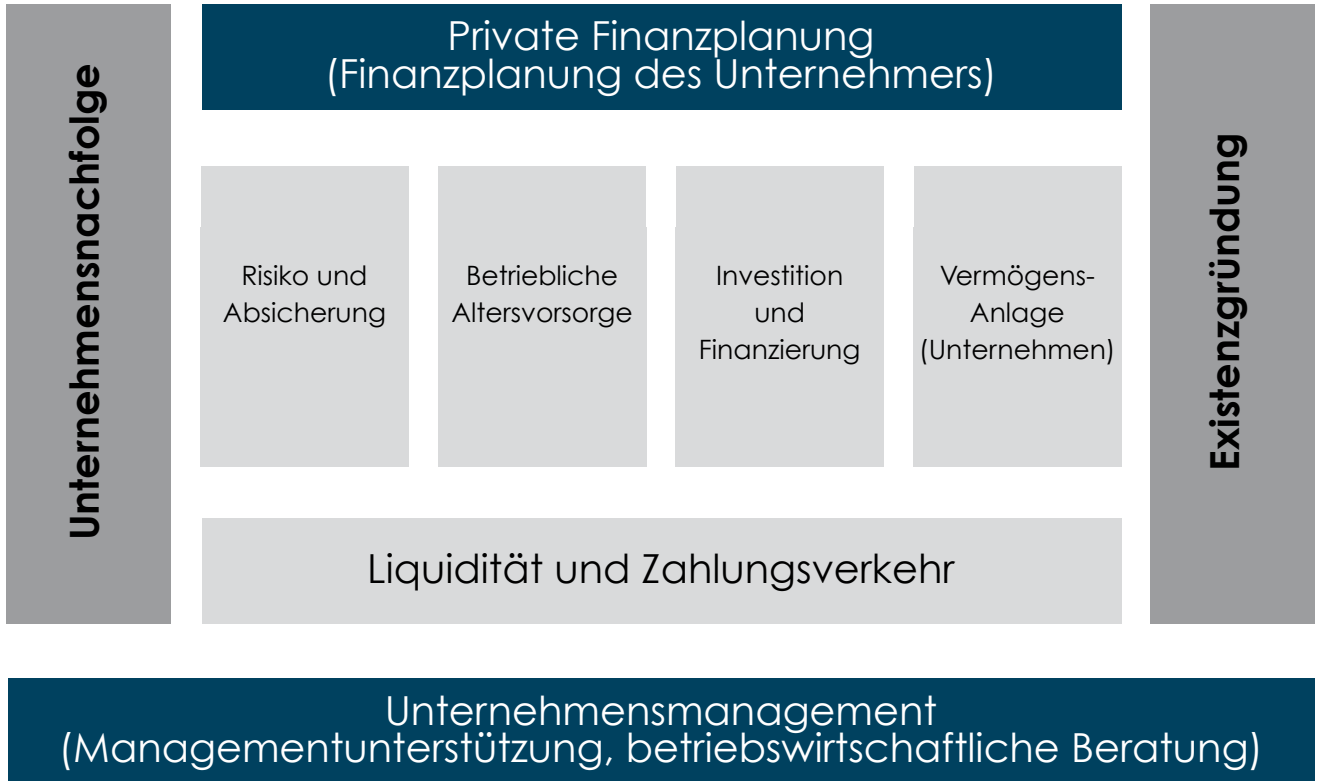 Unternehmensnachfolge
Private Finanzplanung
(Finanzplanung des Unternehmers)
Risiko und
Absicherung
Betriebliche
Altersvorsorge
Investition
und
Finanzierung
Vermögens-
Anlage
(Unternehmen)
Liquidität und Zahlungsverkehr
Existenzgründung
Unternehmensmanagement
(Managementunterstützung, betriebswirtschaftliche Beratung)